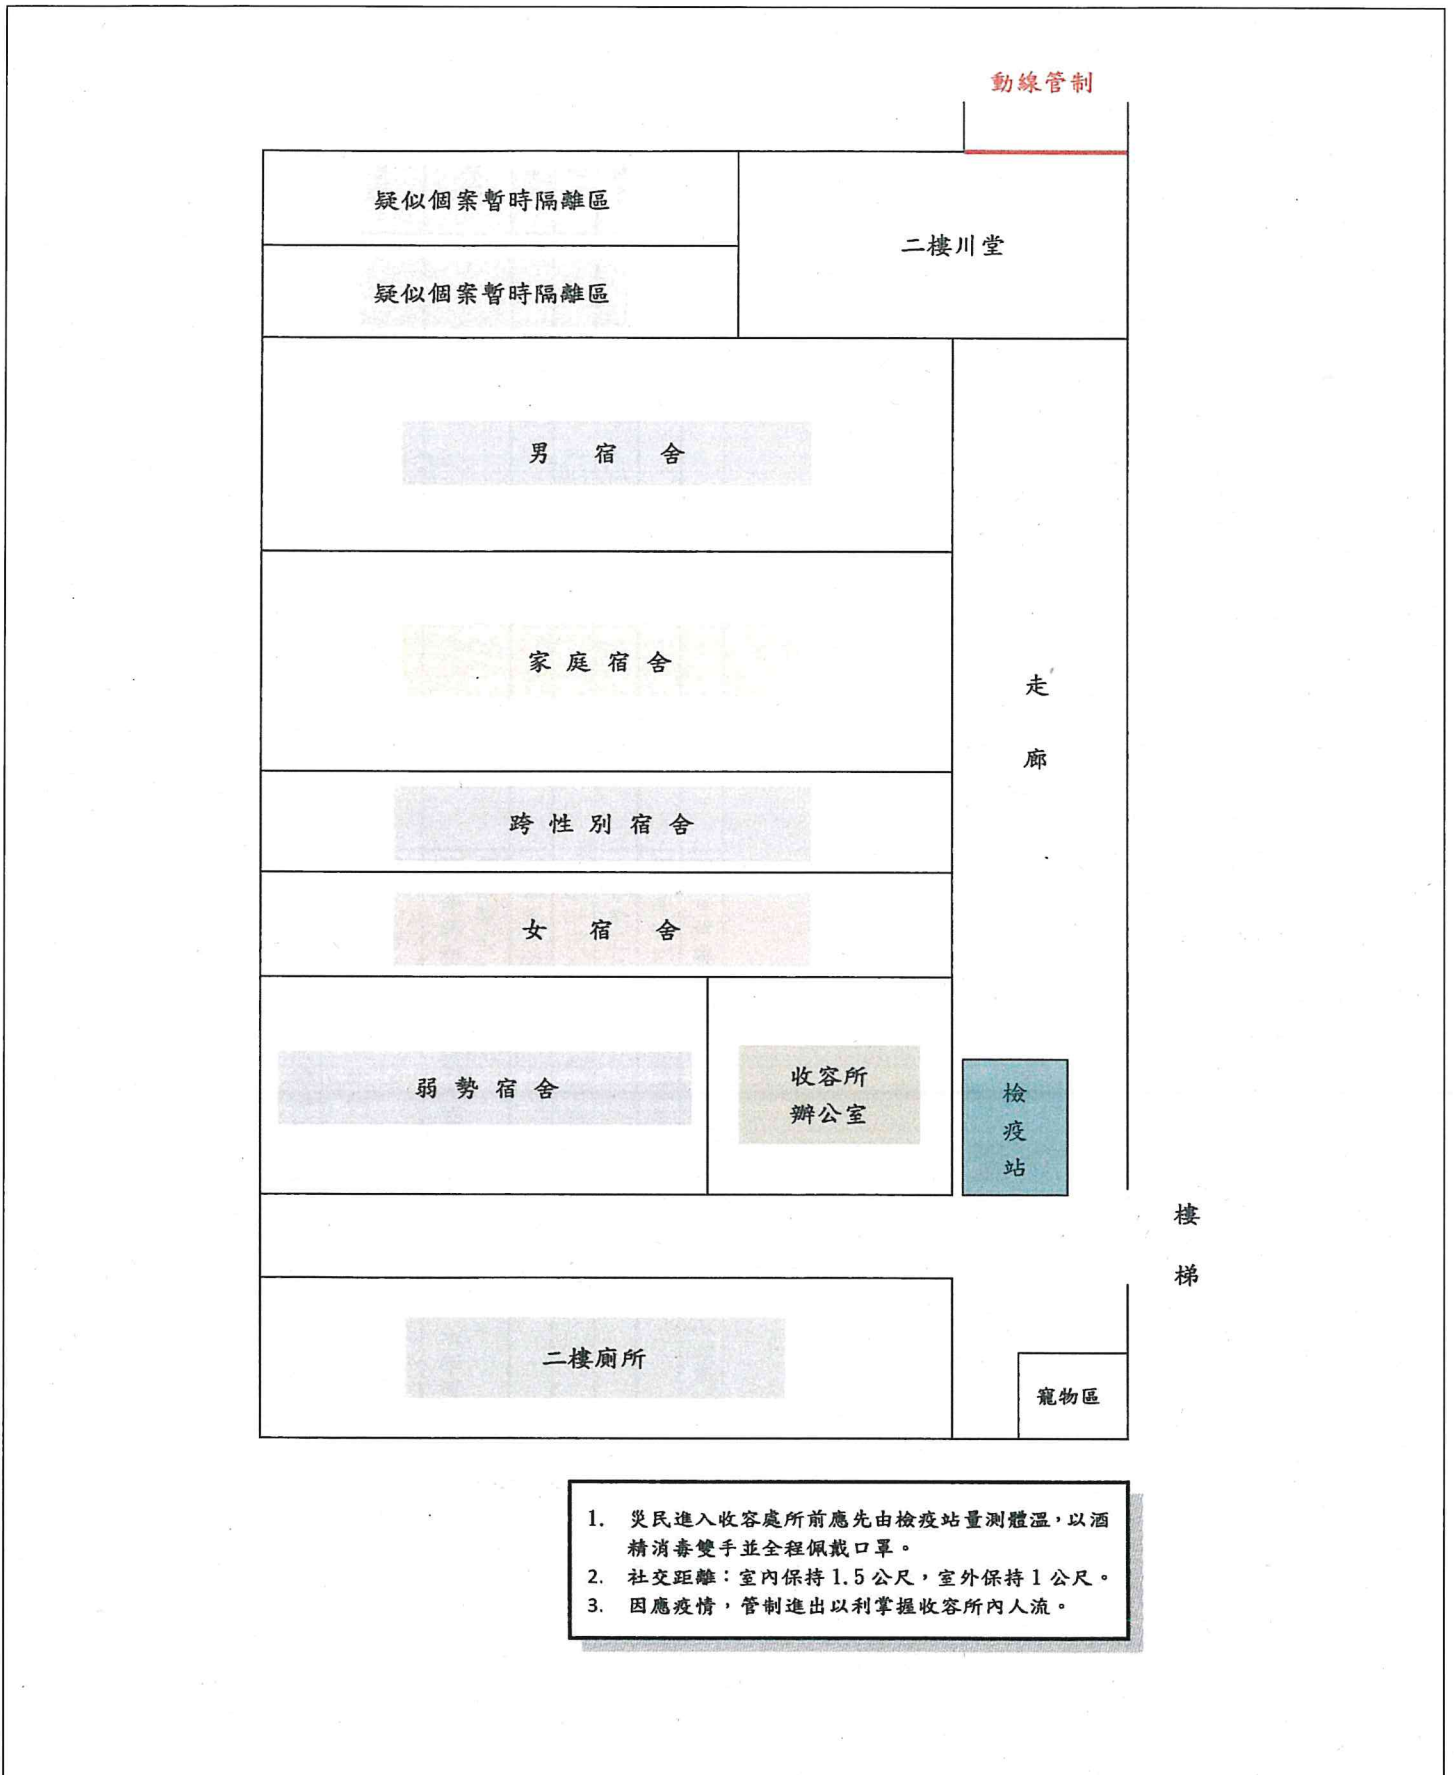 動線管制
疑似個案暫時隔離區
二樓川堂
疑似個案暫時隔離區
男 宿 舍
家庭宿舍
走
廊
跨性別宿舍
女 宿 舍
弱勢宿舍
收容所
辦公室
檢
疫
站
樓
梯
二樓廁所
寵物區
1. 災民進入收容處所前應先由檢疫站量測體溫,以酒
精消毒雙手並全程佩戴口罩。
2. 社交距離:室內保持1.5公尺,室外保持1公尺。
3. 因應疫情,管制進出以利掌握收容所內人流。